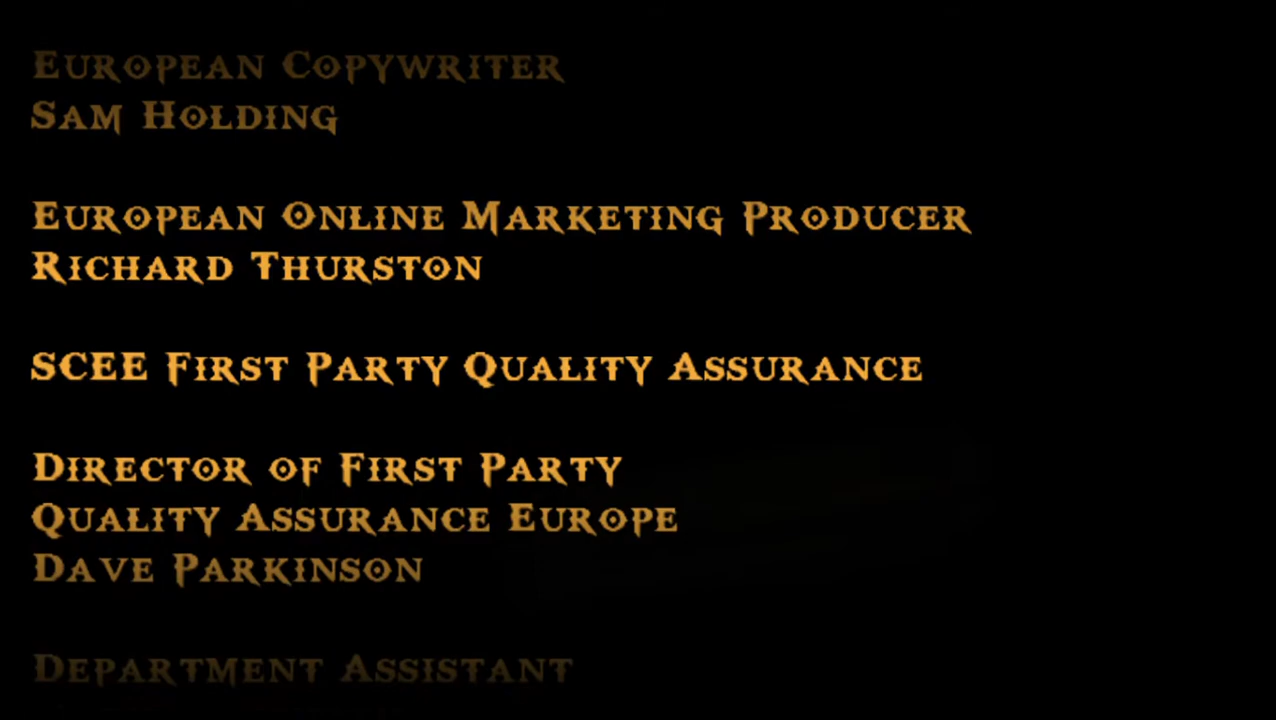 European Copywriter
Sam Holding
European Online Marketing Producer
Richard Thurston
SCEE First Party Quality Assurance
Director of First Party
Quality Assurance Europe
Dave Parkinson
Department Assistant